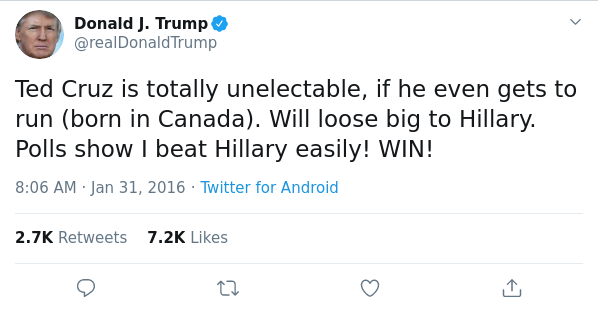 Donald J. Trump
@realDonaldTrump
Ted Cruz is totally unelectable, if he even gets to
run (born in Canada). Will loose big to Hillary.
Polls show I beat Hillary easily! WIN!
8:06 AM · Jan 31, 2016 · Twitter for Android
2.7K Retweets 7.2K Likes